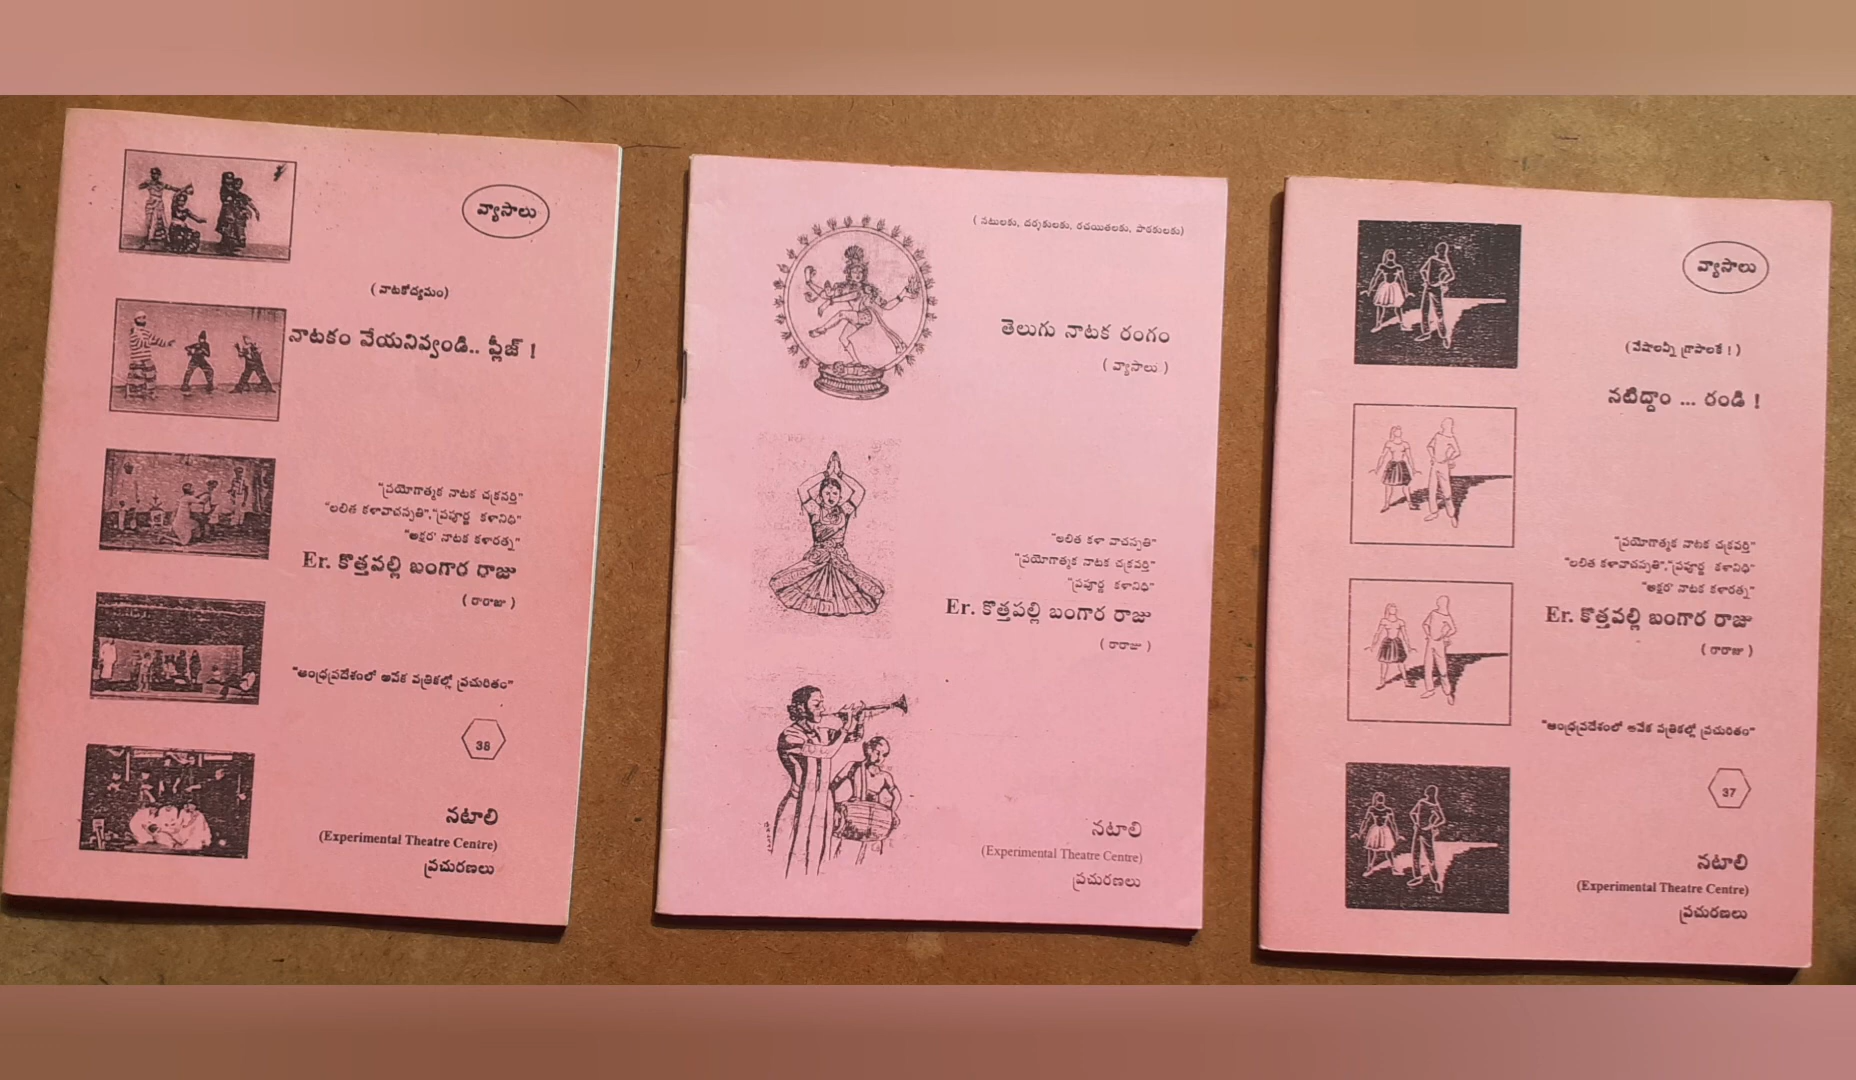 వ్యాసాలు
(నాటకోద్యమం)
నాటకం వేయనివ్వండి.. ప్లీజ్ !
"ప్రయోగాత్మక నాటక చక్రవర్తి"
"లలిత కళావాచస్పతి","ప్రపూర్ణ కళానిధి"
"అక్షర' నాటక కళారత్న"
Er. కొత్తపల్లి బంగార రాజు
( రారాజు )
"ఆంధ్రప్రదేశంలో అనేక పత్రికల్లో ప్రచురితం"
38
నటాలి
(Experimental Theatre Centre)
ప్రచురణలు
( నటులకు, దర్శకులకు, రచయితలకు, పాఠకులకు)
తెలుగు నాటక రంగం
( వ్యాసాలు )
"లలిత కళా వాచస్పతి"
"ప్రయోగాత్మక నాటక చక్రవర్తి"
"ప్రపూర్ణ కళానిధి"
Er. కొత్తపల్లి బంగార రాజు
( రారాజు )
నటాలి
(Experimental Theatre Centre)
ప్రచురణలు
వ్యాసాలు
(వేషాలన్నీ గ్రాపాలకే ! )
నటిద్దాం ... రండి !
"ప్రయోగాత్మక నాటక చక్రవర్తి"
"లలిత కళావాచస్పతి","ప్రపూర్ణ కళానిధి"
"అక్షర' నాటక కళారత్న"
Er. కొత్తపల్లి బంగార రాజు
( రారాజు )
"ఆంధ్రప్రదేశంలో అనేక పత్రికల్లో ప్రచురితం"
37
నటాలి
(Experimental Theatre Centre)
ప్రచురణలు